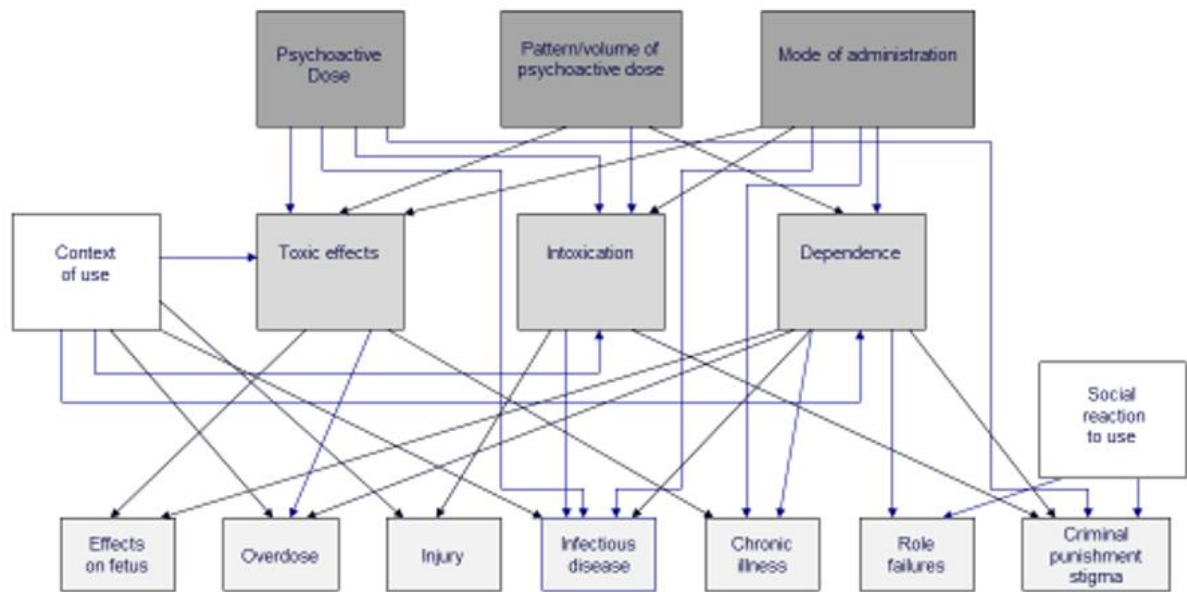 Psychoactive
Dose
Pattern/volume of
psychoactive dose
Mode of administration
Context
of use
Toxic effects
Intoxication
Dependence
Social
reaction
to use
Effects
on fetus
Overdose
Injury
Infectious
disease
Chronic
illness
Role
failures
Criminal
punishment
stigma